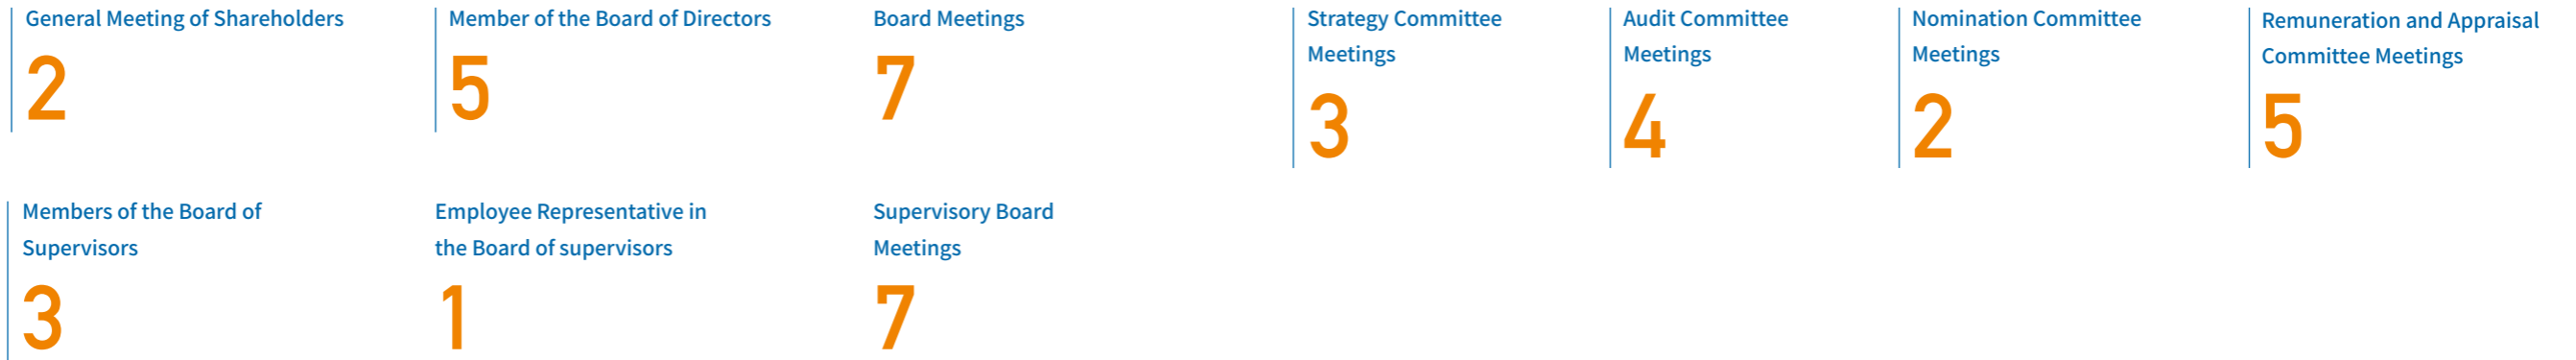 General Meeting of Shareholders
2
Member of the Board of Directors
5
Board Meetings
7
Strategy Committee
Meetings
3
Audit Committee
Meetings
4
Nomination Committee
Meetings
2
Remuneration and Appraisal
Committee Meetings
5
Members of the Board of
Supervisors
3
Employee Representative in
the Board of supervisors
1
Supervisory Board
Meetings
7